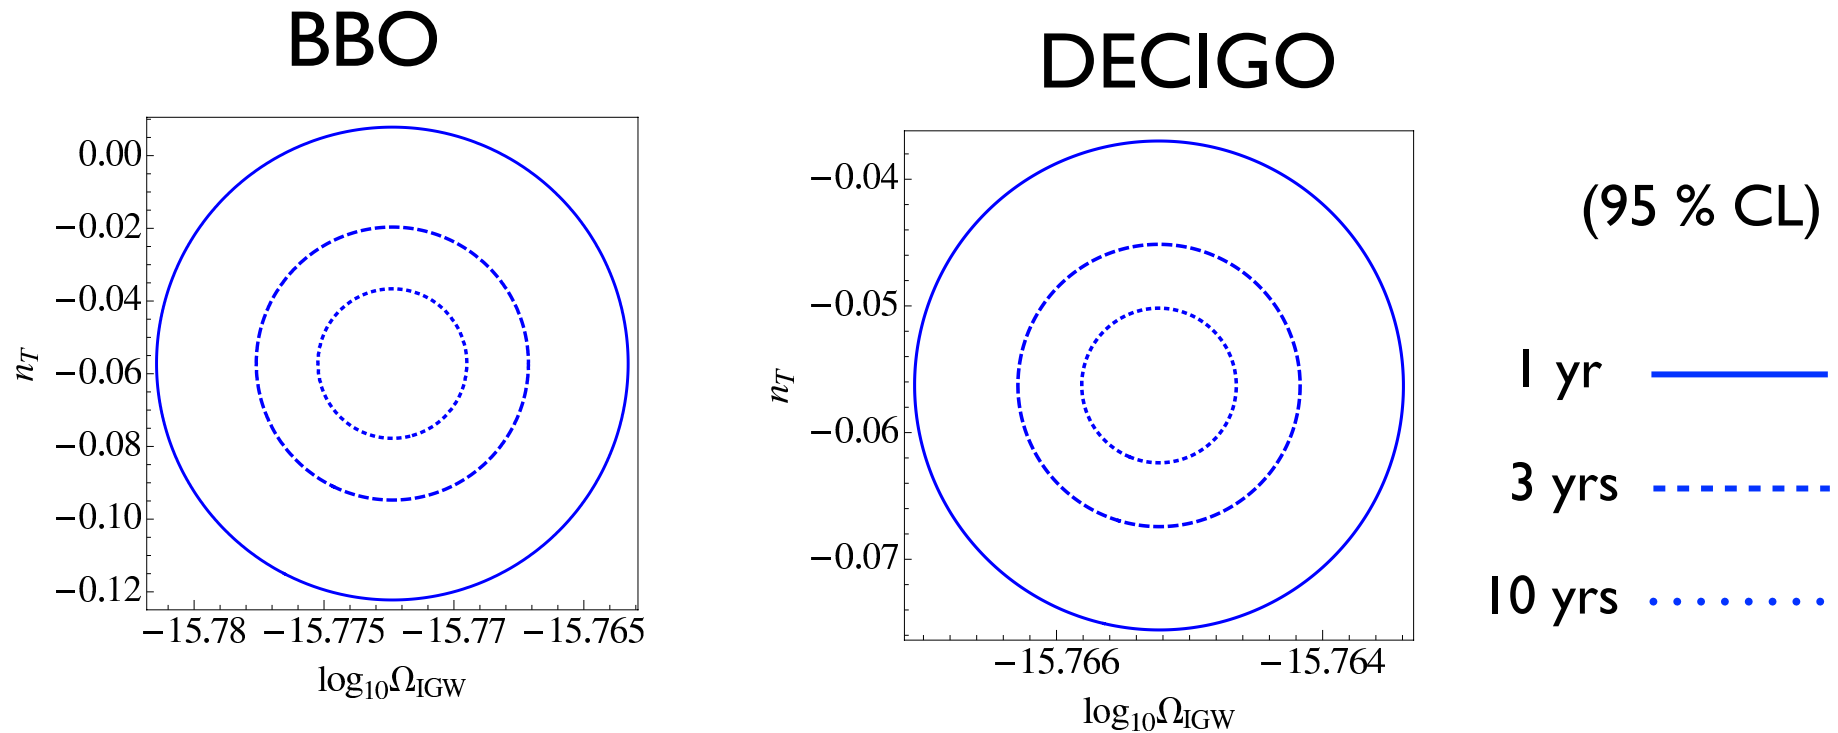 BBO
0.00
−0.02
−0.04
−0.06
−0.08
−0.10
−0.12
n_T
−15.78 −15.775 −15.77 −15.765
log₁₀Ω_IGW
DECIGO
−0.04
−0.05
−0.06
−0.07
n_T
−15.766 −15.764
log₁₀Ω_IGW
(95 % CL)
1 yr
3 yrs
10 yrs